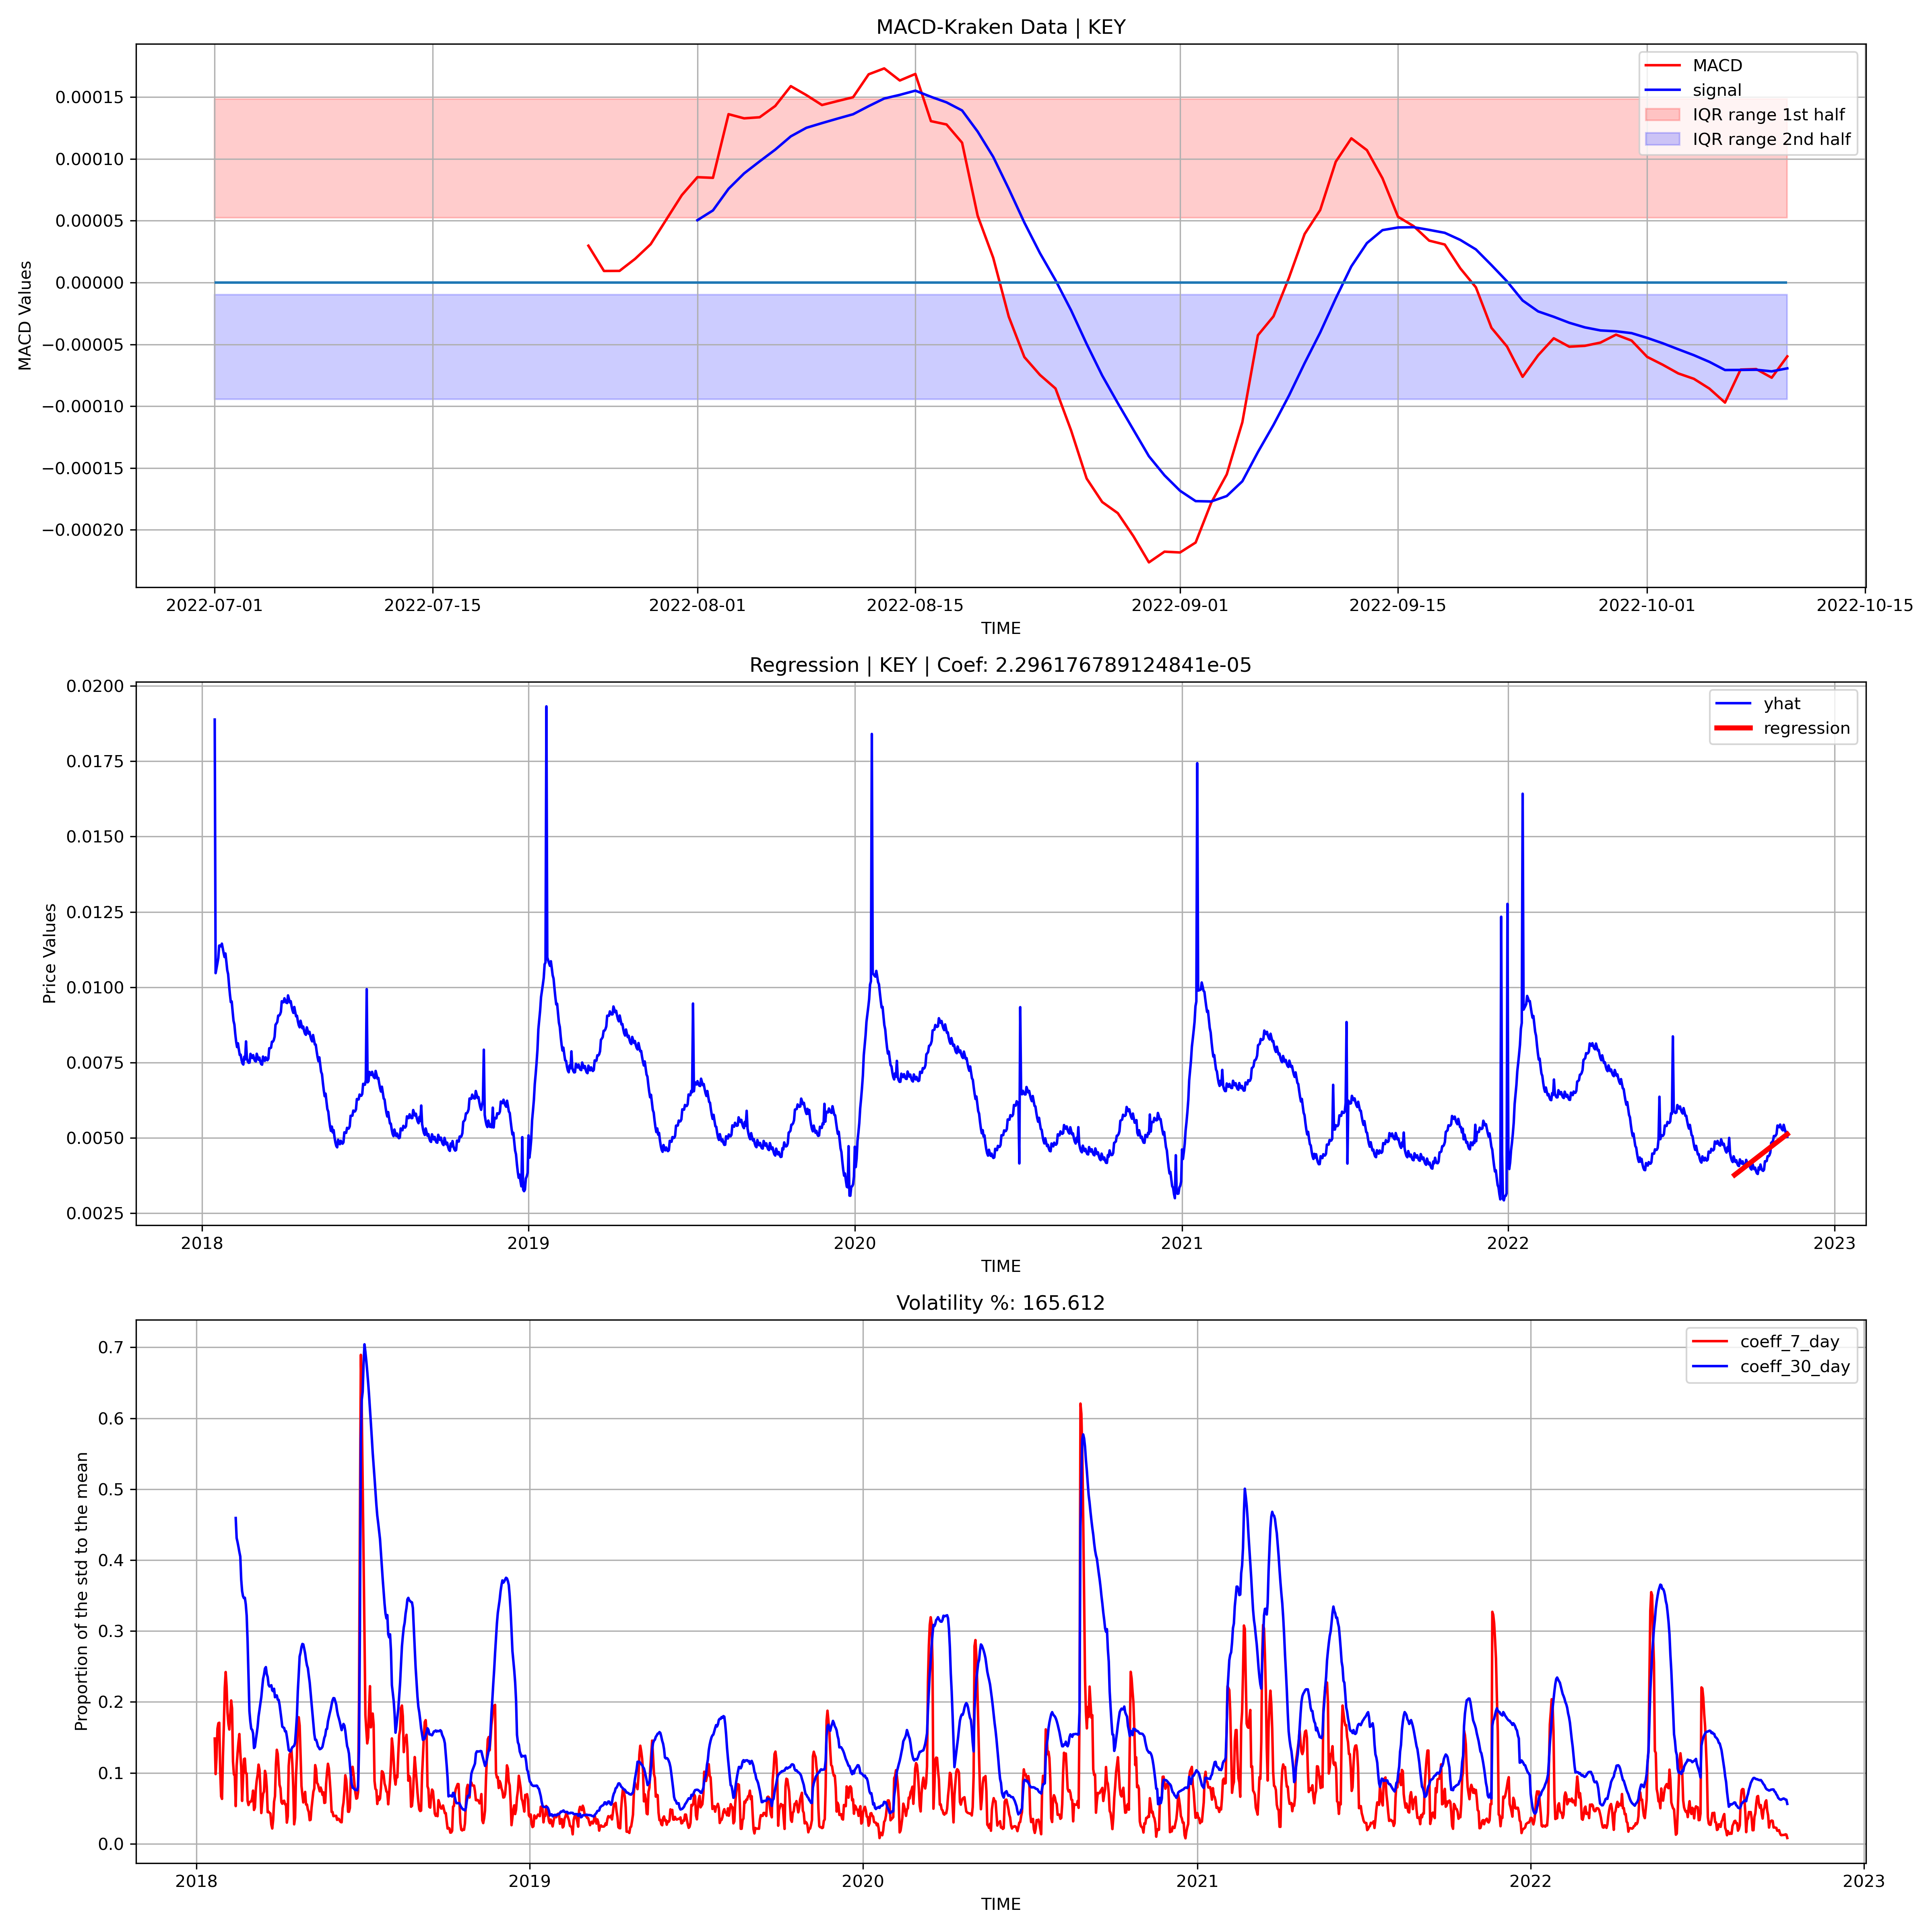 MACD-Kraken Data | KEY
MACD
signal
IQR range 1st half
IQR range 2nd half
MACD Values
0.00015
0.00010
0.00005
0.00000
−0.00005
−0.00010
−0.00015
−0.00020
2022-07-01 2022-07-15 2022-08-01 2022-08-15 2022-09-01 2022-09-15 2022-10-01 2022-10-15
TIME
Regression | KEY | Coef: 2.296176789124841e-05
yhat
regression
Price Values
0.0200
0.0175
0.0150
0.0125
0.0100
0.0075
0.0050
0.0025
2018 2019 2020 2021 2022 2023
TIME
Volatility %: 165.612
coeff_7_day
coeff_30_day
Proportion of the std to the mean
0.7
0.6
0.5
0.4
0.3
0.2
0.1
0.0
2018 2019 2020 2021 2022 2023
TIME